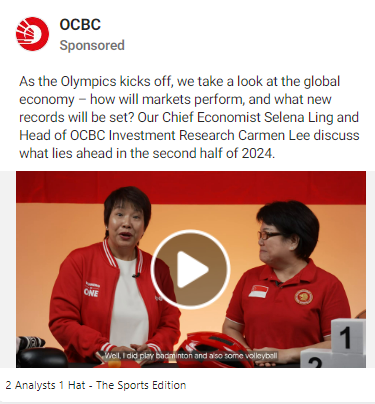 OCBC
Sponsored
As the Olympics kicks off, we take a look at the global
economy – how will markets perform, and what new
records will be set? Our Chief Economist Selena Ling and
Head of OCBC Investment Research Carmen Lee discuss
what lies ahead in the second half of 2024.
ONE
1
2
Well, I did play badminton and also some volleyball
2 Analysts 1 Hat - The Sports Edition